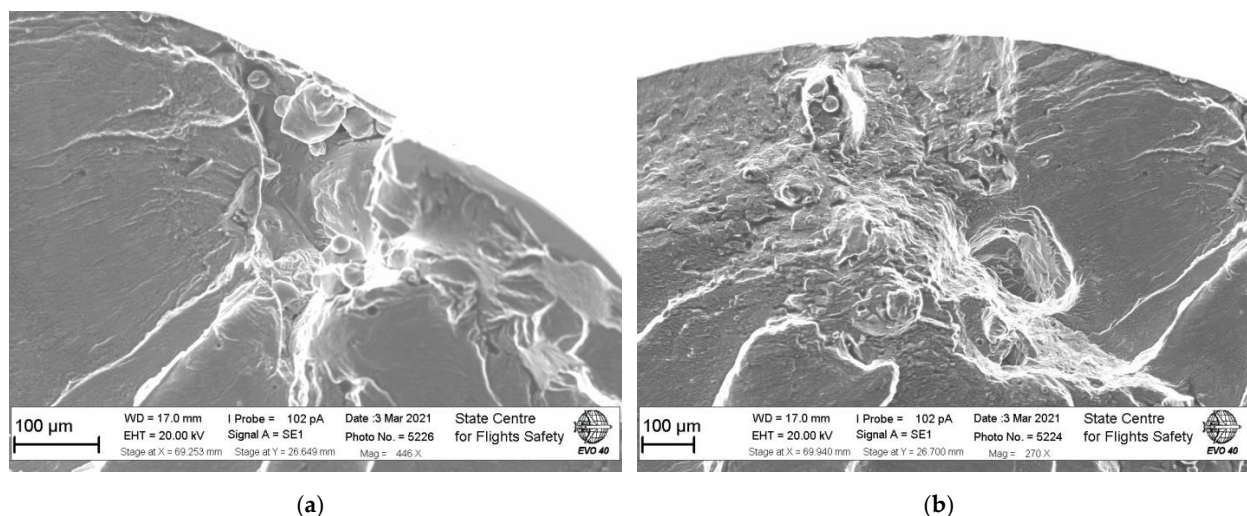 100 µm
WD = 17.0 mm I Probe = 102 pA Date :3 Mar 2021 State Centre
EHT = 20.00 kV Signal A = SE1 Photo No. = 5226 for Flights Safety
Stage at X = 69.253 mm Stage at Y = 26.649 mm Mag = 446 X EVO 40
100 µm
WD = 17.0 mm I Probe = 102 pA Date :3 Mar 2021 State Centre
EHT = 20.00 kV Signal A = SE1 Photo No. = 5224 for Flights Safety
Stage at X = 69.940 mm Stage at Y = 26.700 mm Mag = 270 X EVO 40
(a)
(b)